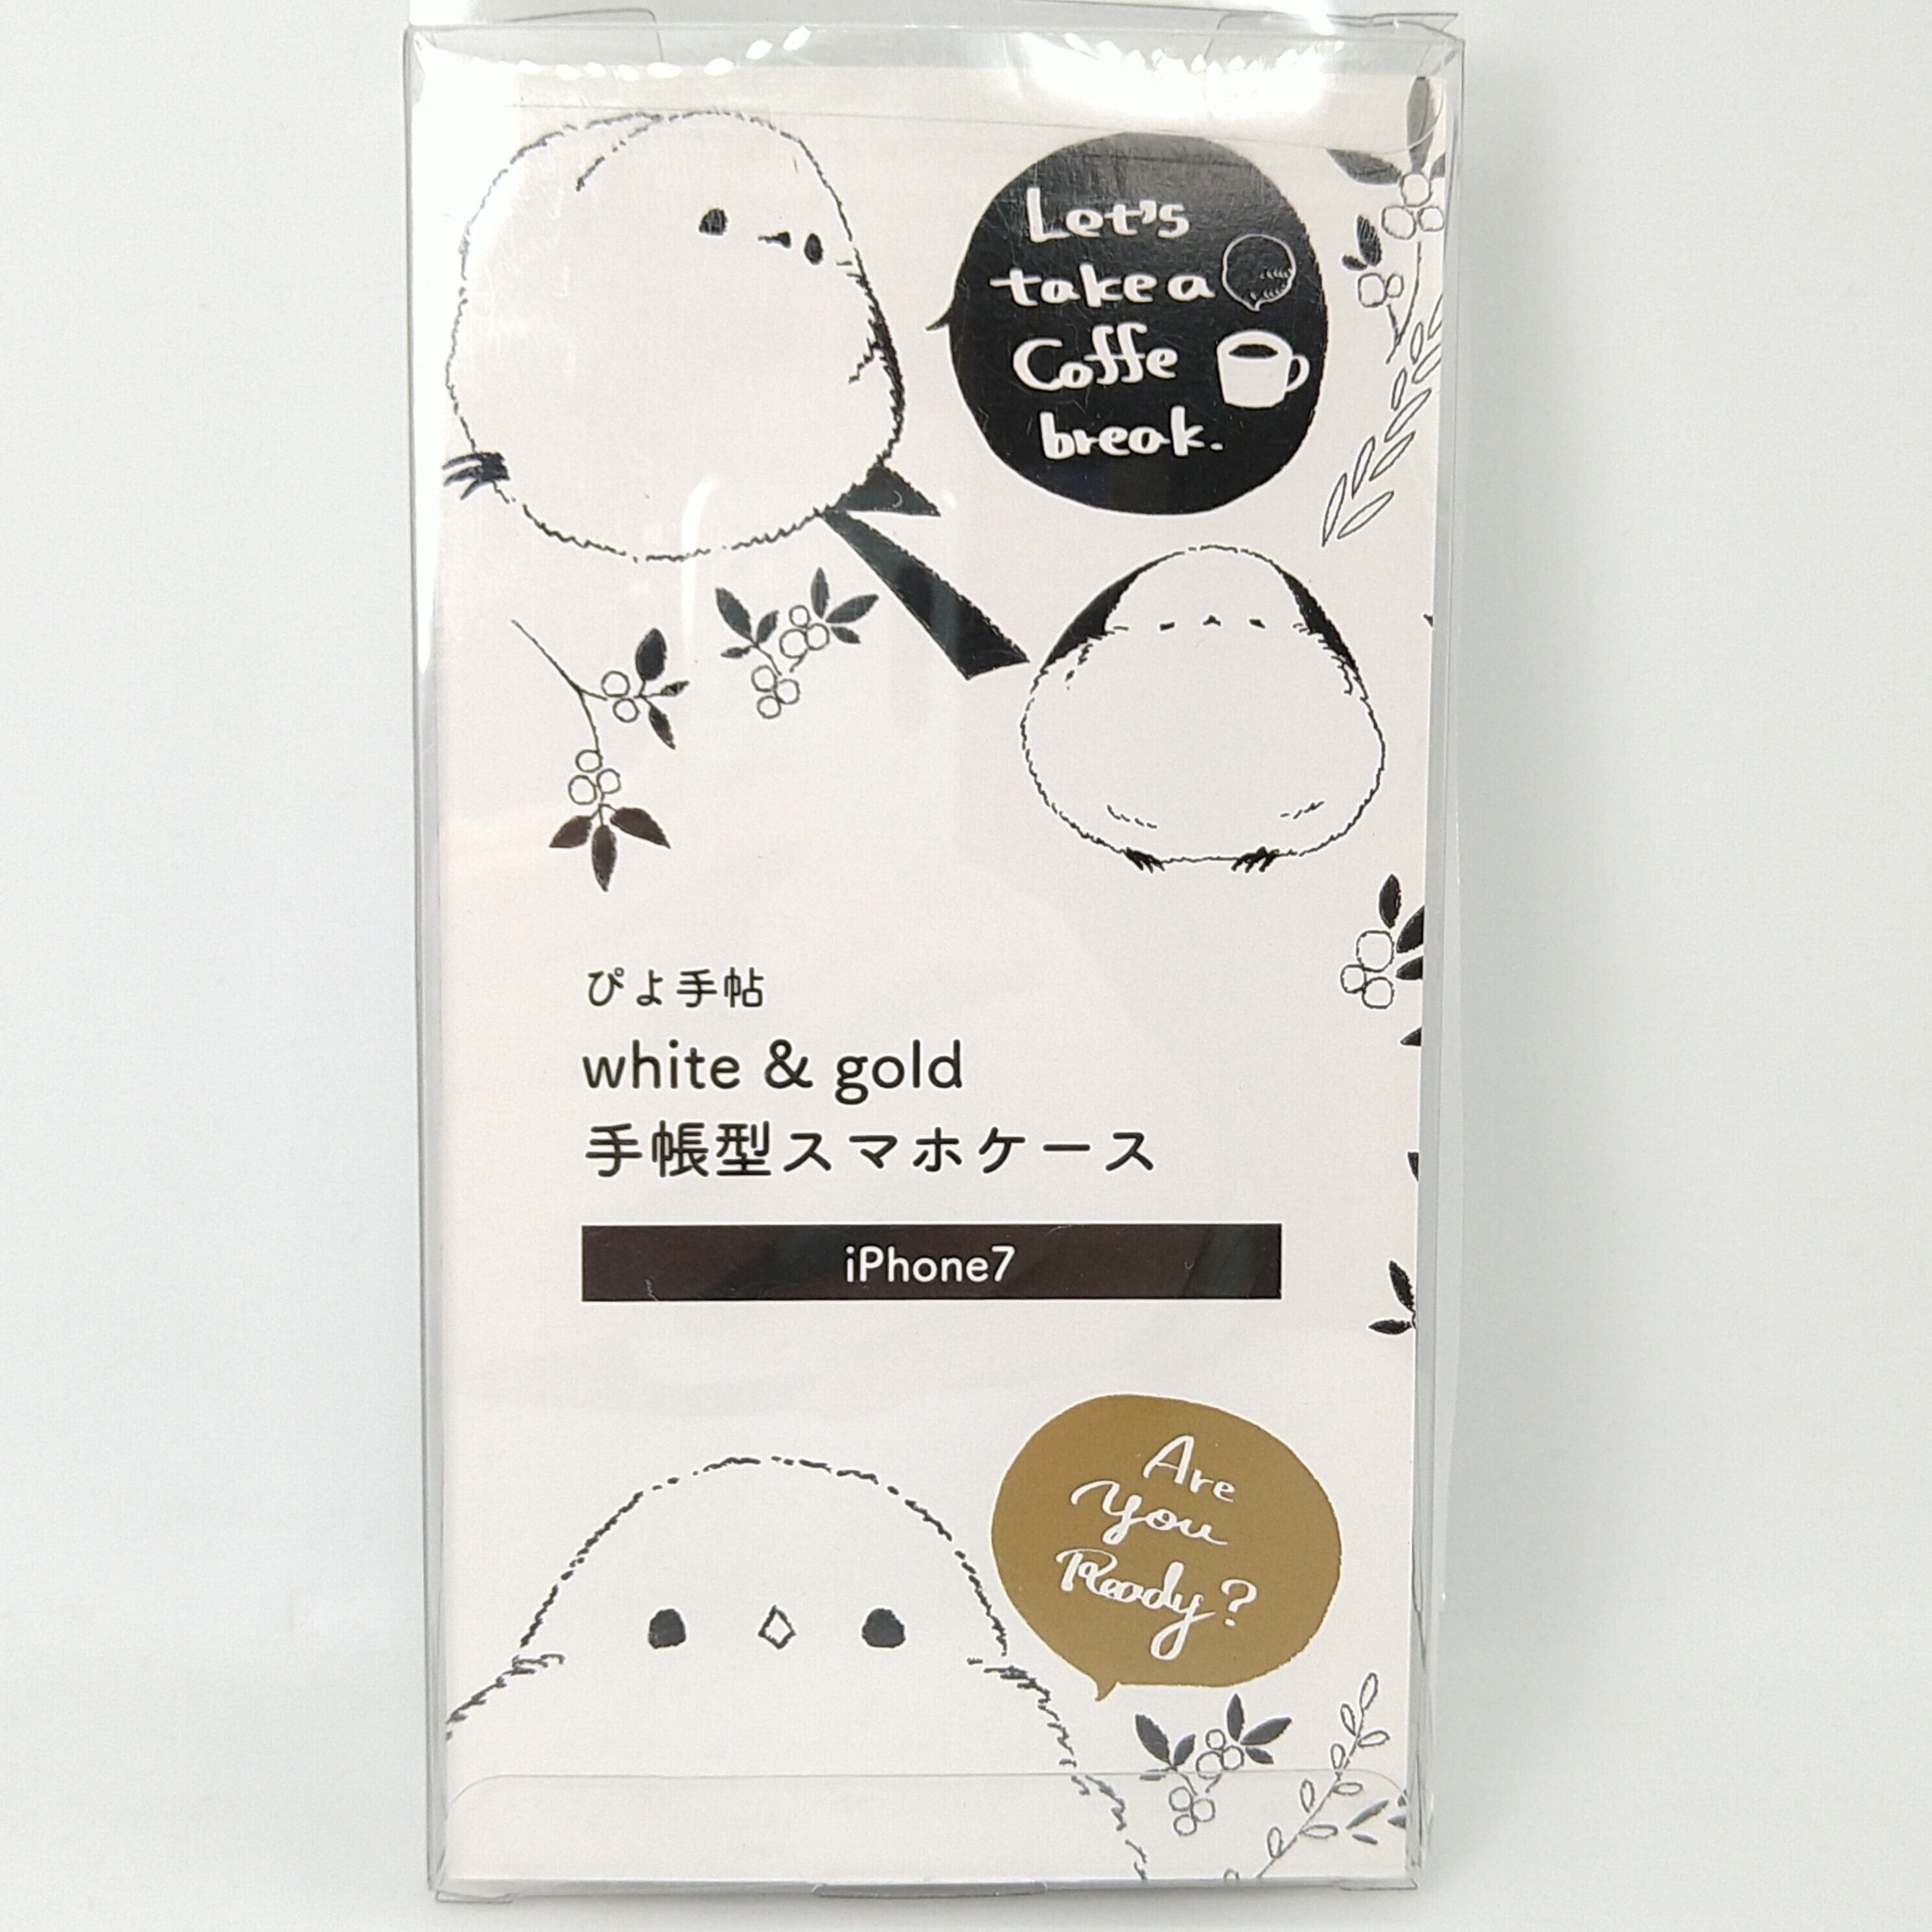 Let's
take a
Coffe
break.
ぴよ手帖
white & gold
手帳型スマホケース
iPhone7
Are
You
Ready?